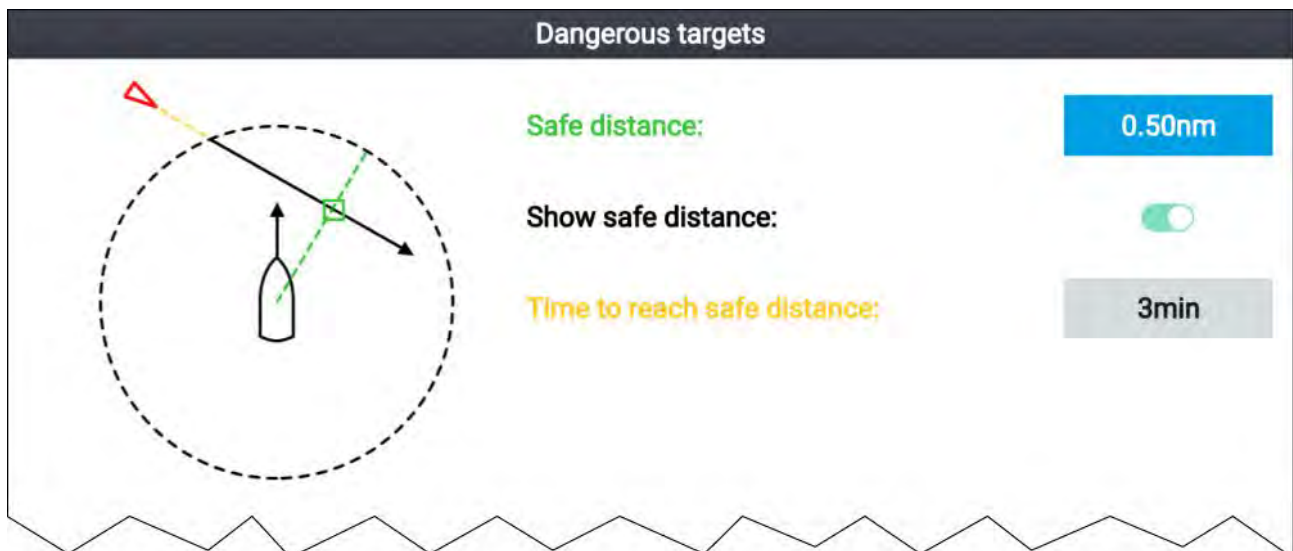 Dangerous targets
Safe distance:
0.50nm
Show safe distance:
Time to reach safe distance:
3min